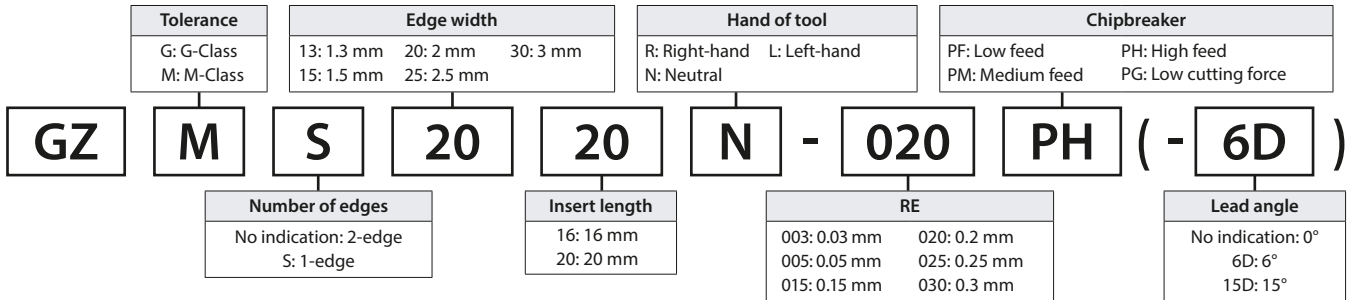 Tolerance
G: G-Class
M: M-Class
Edge width
13: 1.3 mm 20: 2 mm 30: 3 mm
15: 1.5 mm 25: 2.5 mm
Hand of tool
R: Right-hand L: Left-hand
N: Neutral
Chipbreaker
PF: Low feed PH: High feed
PM: Medium feed PG: Low cutting force
GZ M S 20 20 N - 020 PH ( - 6D )
Number of edges
No indication: 2-edge
S: 1-edge
Insert length
16: 16 mm
20: 20 mm
RE
003: 0.03 mm 020: 0.2 mm
005: 0.05 mm 025: 0.25 mm
015: 0.15 mm 030: 0.3 mm
Lead angle
No indication: 0°
6D: 6°
15D: 15°